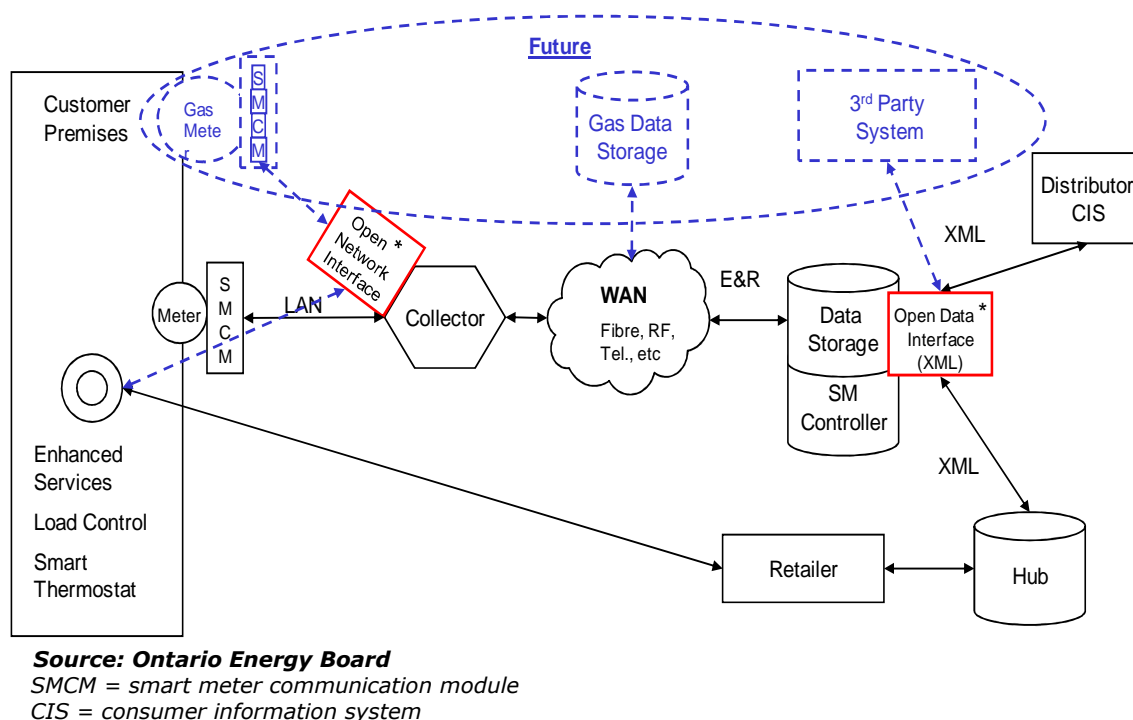 Future
Customer
Premises
Gas
Mete
r
S
M
C
M
Gas Data
Storage
3rd Party
System
Distributor
CIS
XML
Open *
Network
Interface
Meter
S
M
C
M
LAN
Collector
WAN
Fibre, RF,
Tel., etc
E&R
Data
Storage
SM
Controller
Open Data *
Interface
(XML)
XML
Enhanced
Services
Load Control
Smart
Thermostat
Retailer
Hub
Source: Ontario Energy Board
SMCM = smart meter communication module
CIS = consumer information system